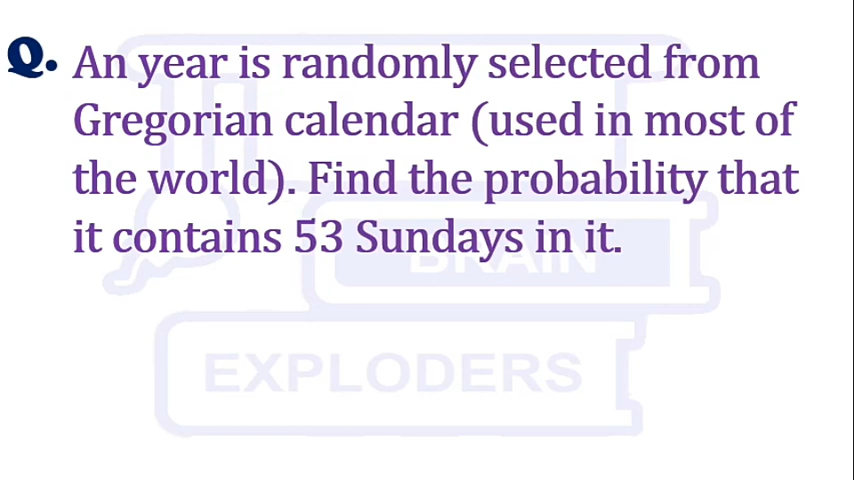 Q. An year is randomly selected from
Gregorian calendar (used in most of
the world). Find the probability that
it contains 53 Sundays in it.
BRAIN
EXPLODERS